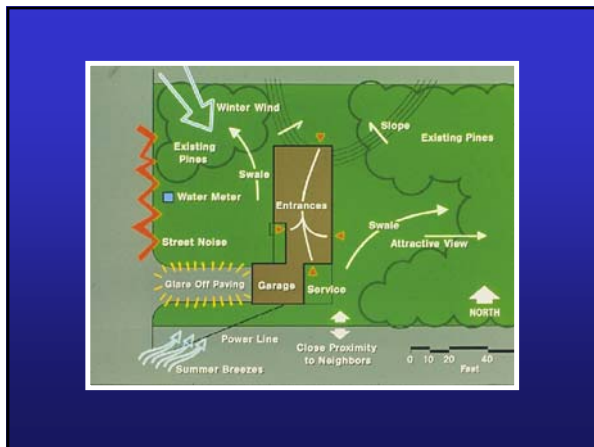 Winter Wind
Slope
Existing Pines
Existing
Pines
Swale
Water Meter
Entrances
Swale
Street Noise
Attractive View
Glare Off Paving
Garage
Service
NORTH
Power Line
Close Proximity
to Neighbors
Summer Breezes
0 10 20 40
Feet